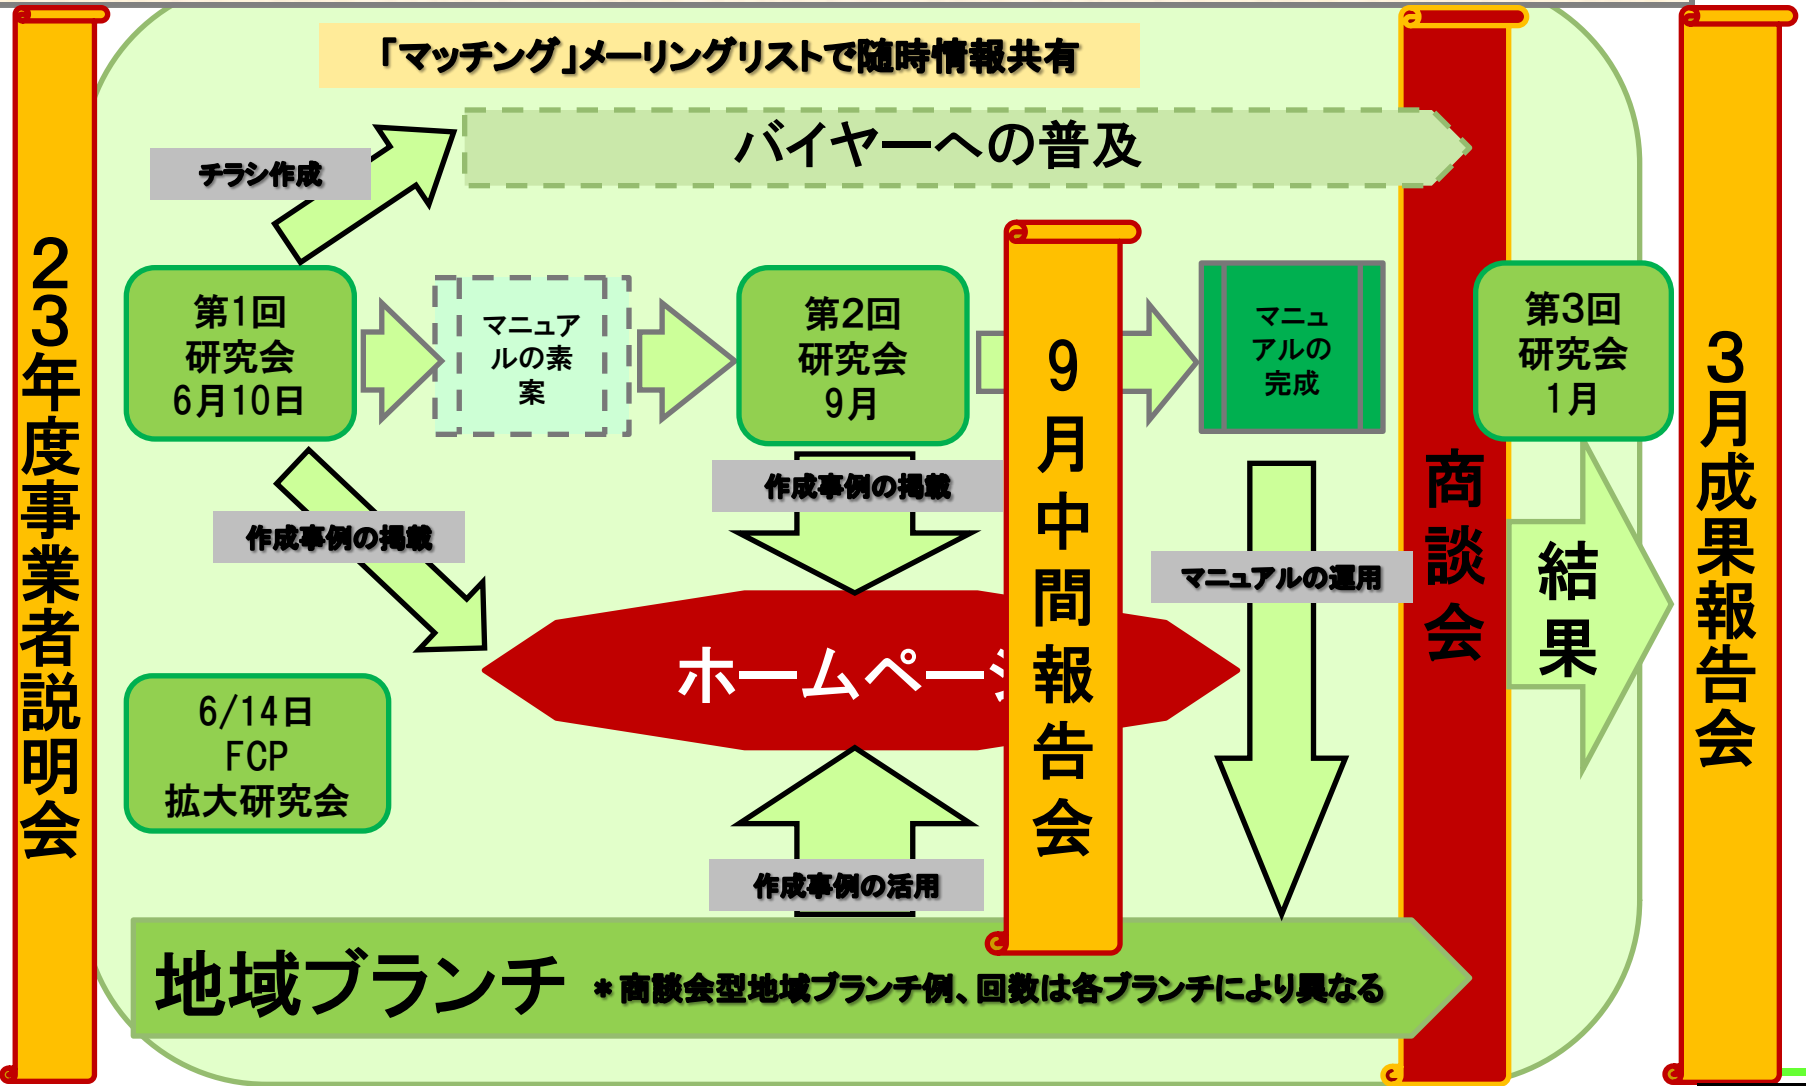 ２３年度事業者説明会
「マッチング」メーリングリストで随時情報共有
バイヤーへの普及
チラシ作成
第1回
研究会
6月10日
マニュア
ルの素
案
第2回
研究会
9月
９月中間報告会
マニュ
アルの
完成
第3回
研究会
1月
作成事例の掲載
作成事例の掲載
マニュアルの運用
商談会
結果
３月成果報告会
ホームページ
6/14日
FCP
拡大研究会
作成事例の活用
地域ブランチ ＊商談会型地域ブランチ例、回数は各ブランチにより異なる